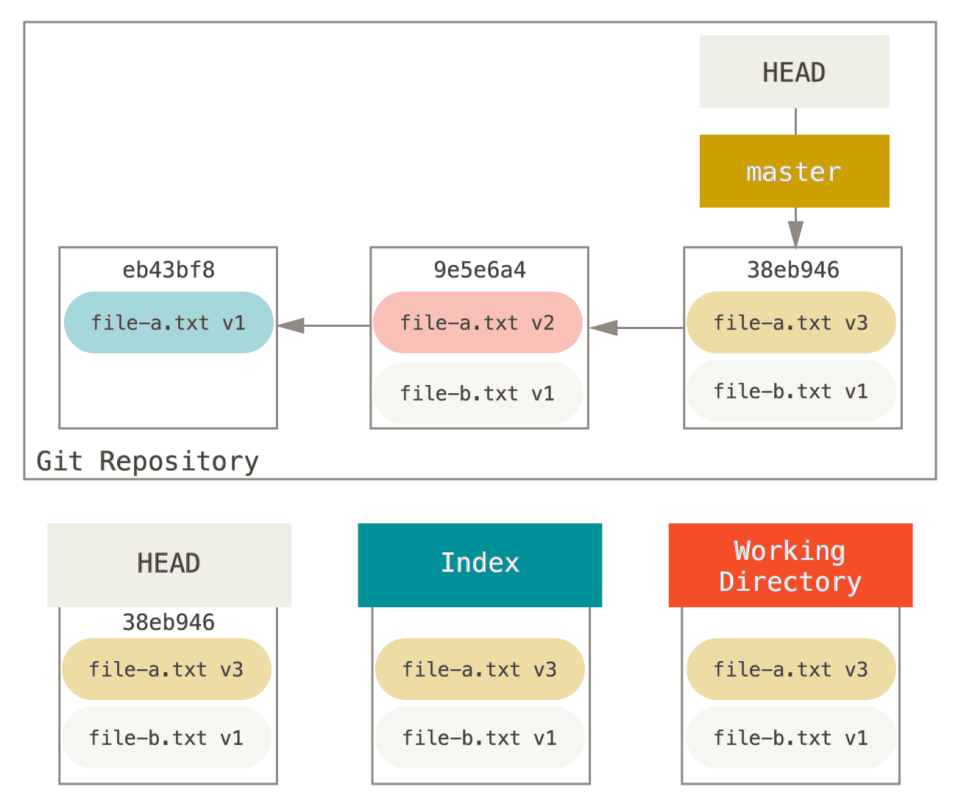 HEAD
master
eb43bf8
9e5e6a4
38eb946
file-a.txt v1
file-a.txt v2
file-a.txt v3
file-b.txt v1
file-b.txt v1
Git Repository
HEAD
Index
Working
Directory
38eb946
file-a.txt v3
file-a.txt v3
file-a.txt v3
file-b.txt v1
file-b.txt v1
file-b.txt v1